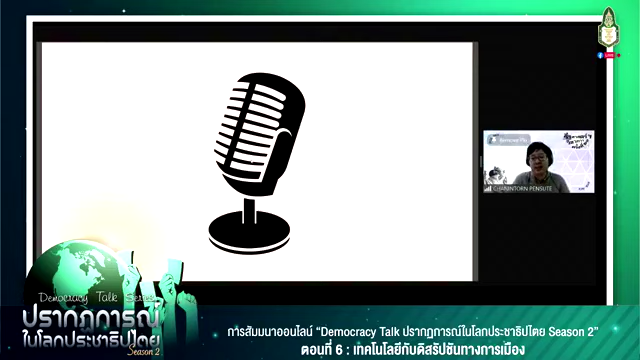 LIVE
Remover Pin
CHANINTORN PENSUTE
Democracy Talk Series
ปรากฏการณ์
ในโลกประชาธิปไตย
Season 2
การสัมมนาออนไลน์ “Democracy Talk ปรากฏการณ์ในโลกประชาธิปไตย Season 2”
ตอนที่ 6 : เทคโนโลยีกับดิสรัปชันทางการเมือง